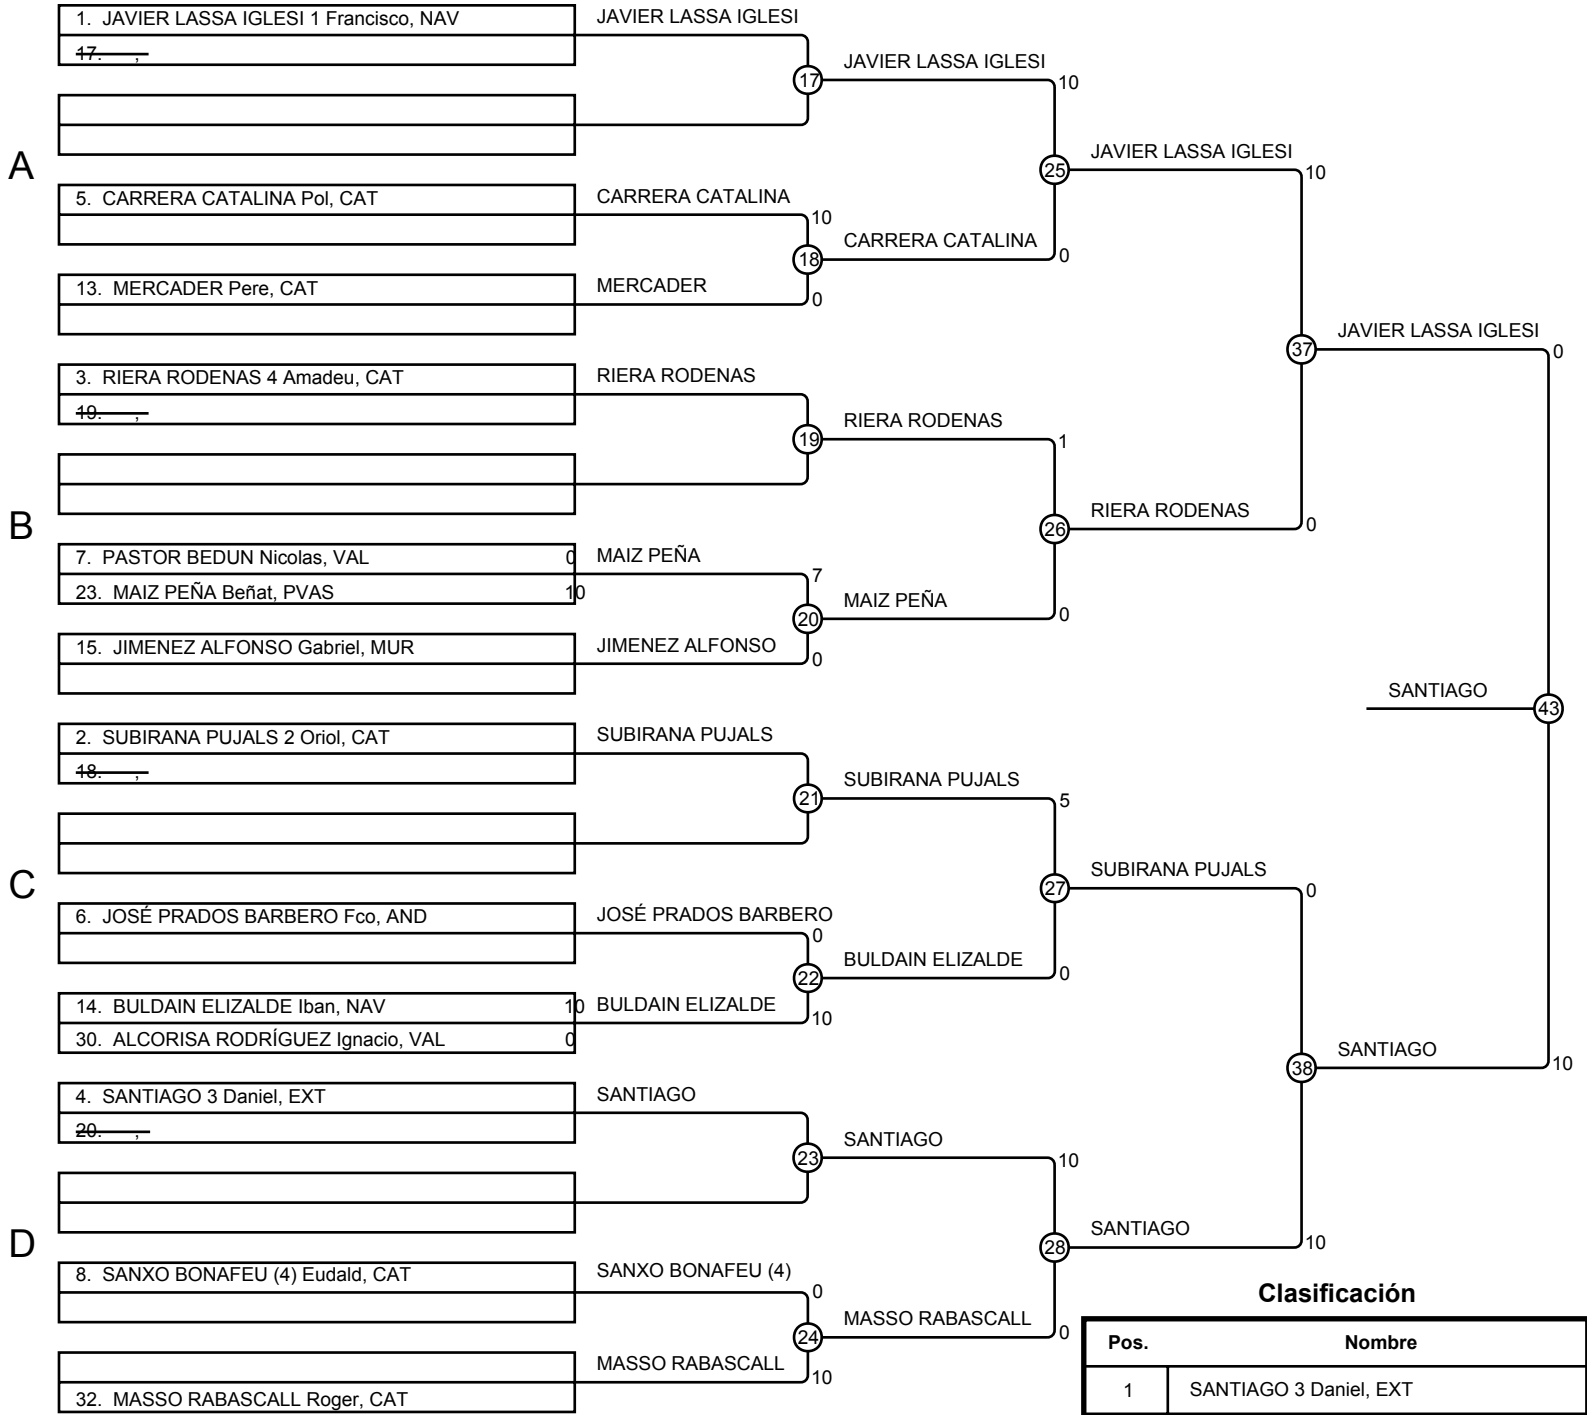 1. JAVIER LASSA IGLESI 1 Francisco, NAV
17. ,
JAVIER LASSA IGLESI
17
JAVIER LASSA IGLESI
10
A
25
JAVIER LASSA IGLESI
10
5. CARRERA CATALINA Pol, CAT
CARRERA CATALINA
10
18
CARRERA CATALINA
0
13. MERCADER Pere, CAT
MERCADER
0
37
JAVIER LASSA IGLESI
0
3. RIERA RODENAS 4 Amadeu, CAT
19. ,
RIERA RODENAS
19
RIERA RODENAS
1
B
26
RIERA RODENAS
0
7. PASTOR BEDUN Nicolas, VAL 0
23. MAIZ PEÑA Beñat, PVAS 10
MAIZ PEÑA
7
20
MAIZ PEÑA
0
15. JIMENEZ ALFONSO Gabriel, MUR
JIMENEZ ALFONSO
0
SANTIAGO
43
2. SUBIRANA PUJALS 2 Oriol, CAT
18. ,
SUBIRANA PUJALS
21
SUBIRANA PUJALS
5
C
27
SUBIRANA PUJALS
0
6. JOSÉ PRADOS BARBERO Fco, AND
JOSÉ PRADOS BARBERO
0
22
BULDAIN ELIZALDE
0
14. BULDAIN ELIZALDE Iban, NAV 10
30. ALCORISA RODRÍGUEZ Ignacio, VAL 0
BULDAIN ELIZALDE
10
38
SANTIAGO
10
4. SANTIAGO 3 Daniel, EXT
20. ,
SANTIAGO
23
SANTIAGO
10
D
28
SANTIAGO
10
8. SANXO BONAFEU (4) Eudald, CAT
SANXO BONAFEU (4)
0
24
MASSO RABASCALL
0
32. MASSO RABASCALL Roger, CAT
MASSO RABASCALL
10
Clasificación
Pos. Nombre
1 SANTIAGO 3 Daniel, EXT